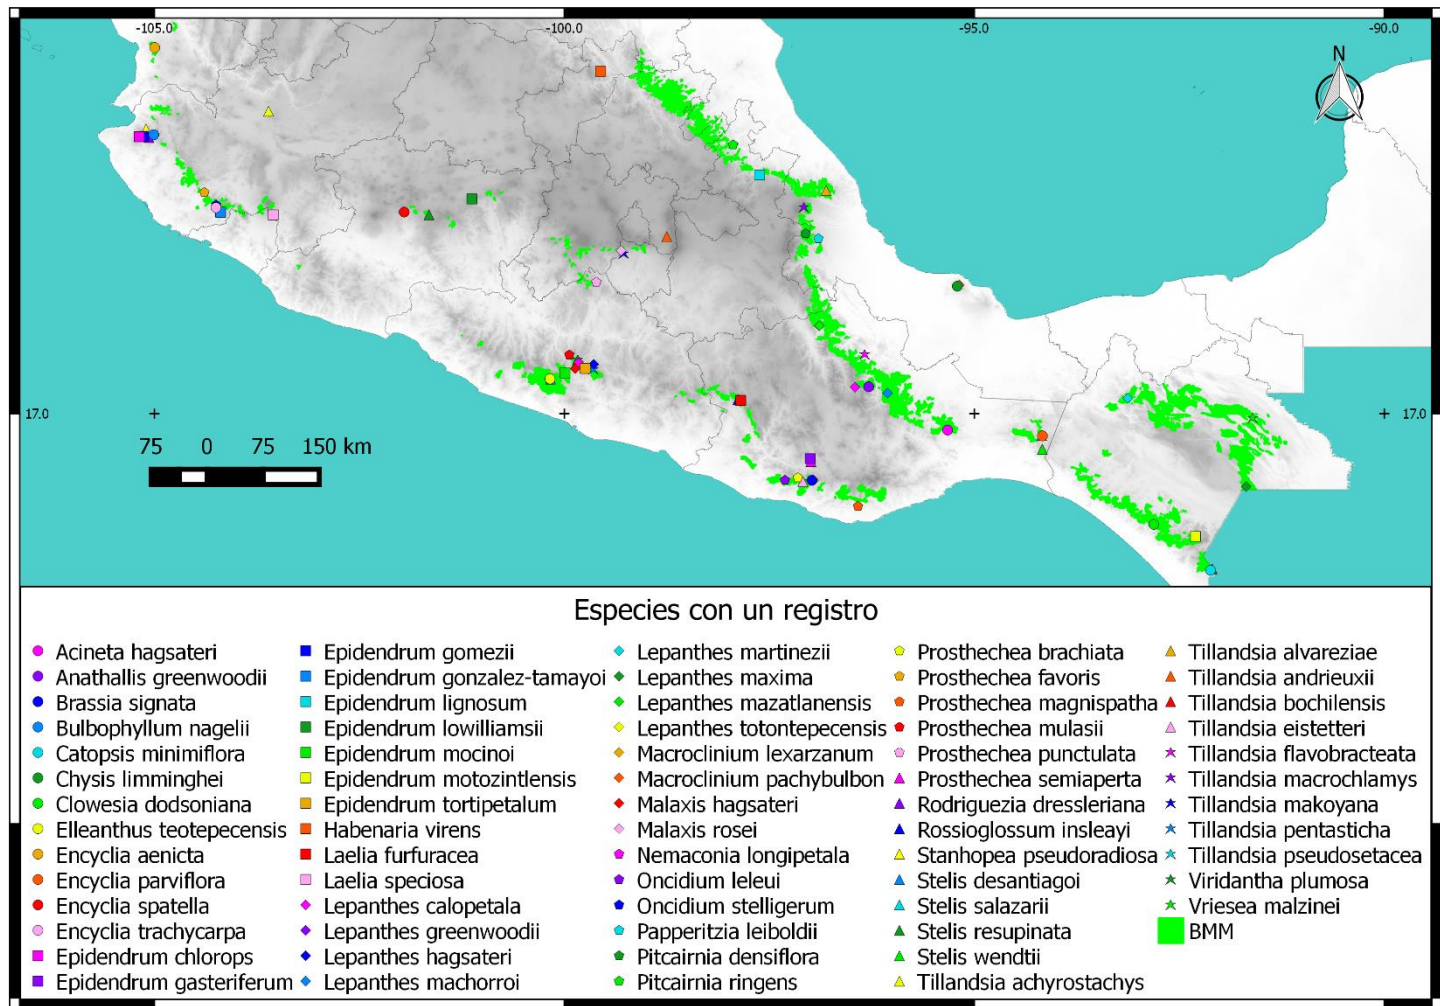 -105.0 -100.0 -95.0 -90.0
N
17.0 17.0
75 0 75 150 km
Especies con un registro
Acineta hagsateri
Anathallis greenwoodii
Brassia signata
Bulbophyllum nagelii
Catopsis minimiflora
Chysis limminghei
Clowesia dodsoniana
Elleanthus teotepecensis
Encyclia aenicta
Encyclia parviflora
Encyclia spatella
Encyclia trachycarpa
Epidendrum chlorops
Epidendrum gasteriferum
Epidendrum gomezii
Epidendrum gonzalez-tamayoi
Epidendrum lignosum
Epidendrum lowilliamsii
Epidendrum mocinoi
Epidendrum motozintlensis
Epidendrum tortipetalum
Habenaria virens
Laelia furfuracea
Laelia speciosa
Lepanthes calopetala
Lepanthes greenwoodii
Lepanthes hagsateri
Lepanthes machorroi
Lepanthes martinezii
Lepanthes maxima
Lepanthes mazatlanensis
Lepanthes totontepecensis
Macroclinium lexarzanum
Macroclinium pachybulbon
Malaxis hagsateri
Malaxis rosei
Nemaconia longipetala
Oncidium leleui
Oncidium stelligerum
Papperitzia leiboldii
Pitcairnia densiflora
Pitcairnia ringens
Prosthechea brachiata
Prosthechea favoris
Prosthechea magnispatha
Prosthechea mulasii
Prosthechea punctulata
Prosthechea semiaperta
Rodriguezia dressleriana
Rossioglossum insleayi
Stanhopea pseudoradiosa
Stelis desantiagoi
Stelis salazarii
Stelis resupinata
Stelis wendtii
Tillandsia achyrostachys
Tillandsia alvareziae
Tillandsia andrieuxii
Tillandsia bochilensis
Tillandsia eistetteri
Tillandsia flavobracteata
Tillandsia macrochlamys
Tillandsia makoyana
Tillandsia pentasticha
Tillandsia pseudosetacea
Viridantha plumosa
Vriesea malzinei
BMM